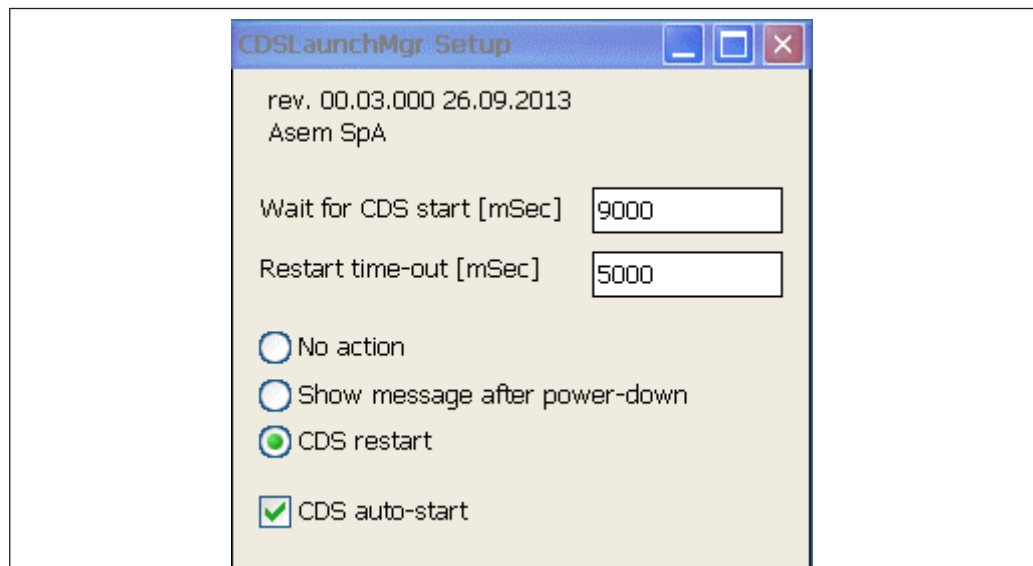 CDSLaunchMgr Setup
rev. 00.03.000 26.09.2013
Asem SpA
Wait for CDS start [mSec] 9000
Restart time-out [mSec] 5000
No action
Show message after power-down
CDS restart
CDS auto-start